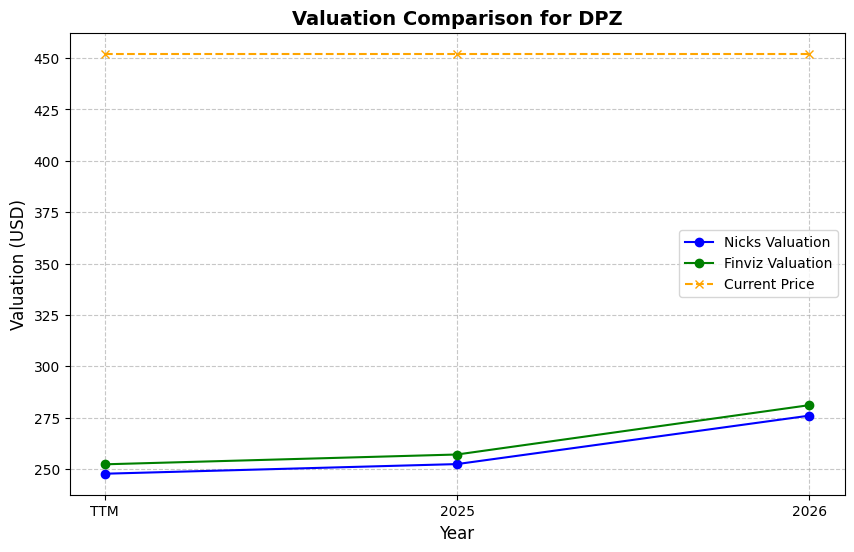 Valuation Comparison for DPZ
450
425
400
375
350
325
300
275
250
Valuation (USD)
Nicks Valuation
Finviz Valuation
Current Price
TTM 2025 2026
Year